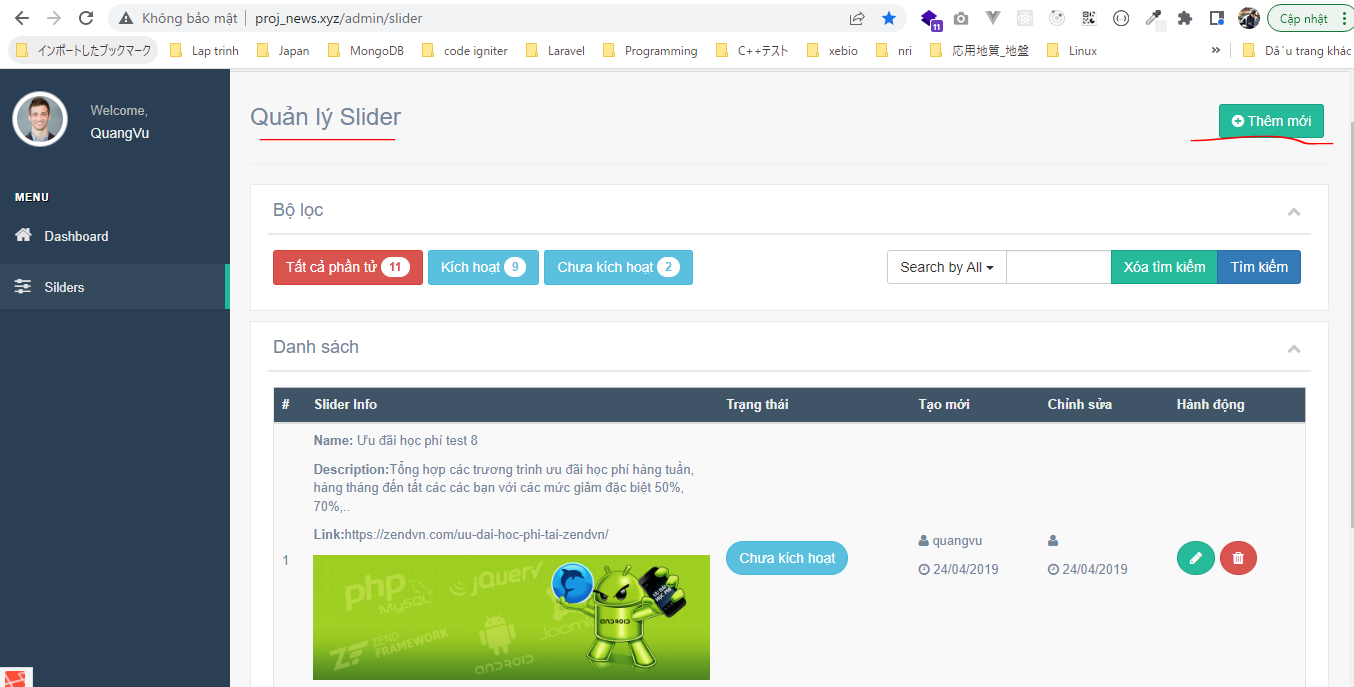 Không bảo mật
proj_news.xyz/admin/slider
11
Cập nhật
インポートしたブックマーク
Lap trinh
Japan
MongoDB
code igniter
Laravel
Programming
C++テスト
xebio
nri
応用地質_地盤
Linux
»
Dấu trang khác
Welcome,
QuangVu
MENU
Dashboard
Silders
Quản lý Slider
Thêm mới
Bộ lọc
Tất cả phần tử 11
Kích hoạt 9
Chưa kích hoạt 2
Search by All
Xóa tìm kiếm
Tìm kiếm
Danh sách
# Slider Info Trạng thái Tạo mới Chỉnh sửa Hành động
Name: Ưu đãi học phí test 8
Description:Tổng hợp các trương trình ưu đãi học phí hàng tuần,
hàng tháng đến tất các các bạn với các mức giảm đặc biệt 50%,
70%,..
Link:https://zendvn.com/uu-dai-hoc-phi-tai-zendvn/
1
php
MySQL
jQuery
ZEND
FRAMEWORK
ANDROID
Joom
ANDROID
Chưa kích hoạt
quangvu
24/04/2019
24/04/2019